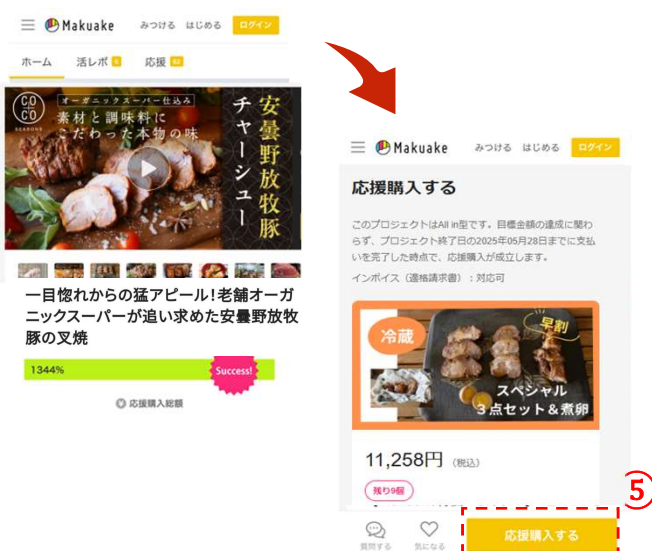 Makuake
みつける
はじめる
ログイン
ホーム
活レポ
応援
CO
CO
SEASONS
オーガニックスーパー仕込み
素材と調味料に
こだわった本物の味
安曇野放牧豚
チャーシュー
一目惚れからの猛アピール！老舗オーガ
ニックスーパーが追い求めた安曇野放牧
豚の叉焼
1344%
Success!
応援購入総額
Makuake
みつける
はじめる
ログイン
応援購入する
このプロジェクトはAll in型です。目標金額の達成に関わ
らず、プロジェクト終了日の2025年05月28日までに支払
いを完了した時点で、応援購入が成立します。
インボイス（適格請求書）：対応可
冷蔵
早割
スペシャル
3点セット＆煮卵
11,258円 （税込）
残り9個
⑤
質問する
気になる
応援購入する